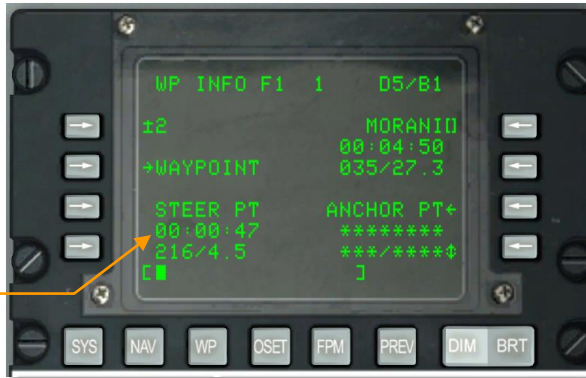 WP INFO F1 1 D5/B1
±2 MORANI[]
00:04:50
→WAYPOINT 035/27.3
STEER PT ANCHOR PT←
00:00:47 ********
216/4.5 ***/****↕
[ ]
SYS NAV WP OSET FPM PREV DIM BRT